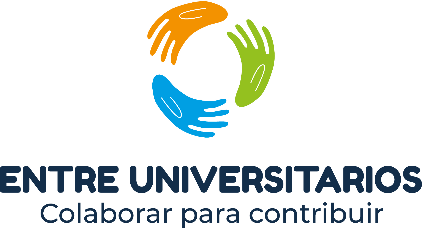 ENTRE UNIVERSITARIOS
Colaborar para contribuir